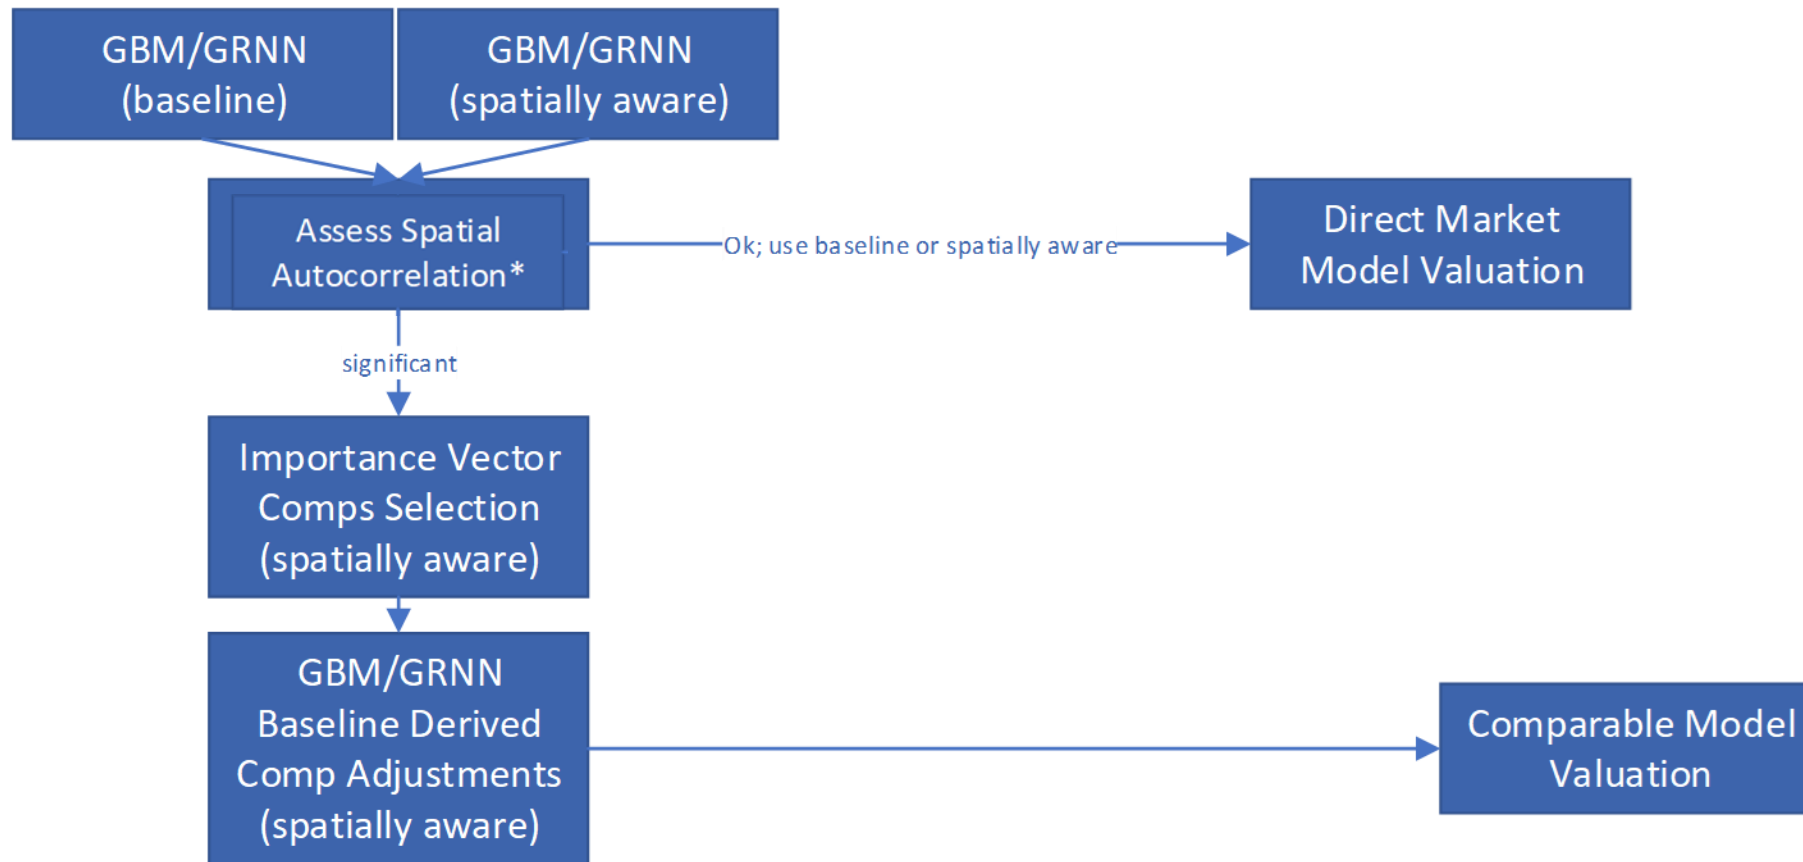 GBM/GRNN
(baseline)
GBM/GRNN
(spatially aware)
Assess Spatial
Autocorrelation*
Ok; use baseline or spatially aware
Direct Market
Model Valuation
significant
Importance Vector
Comps Selection
(spatially aware)
GBM/GRNN
Baseline Derived
Comp Adjustments
(spatially aware)
Comparable Model
Valuation